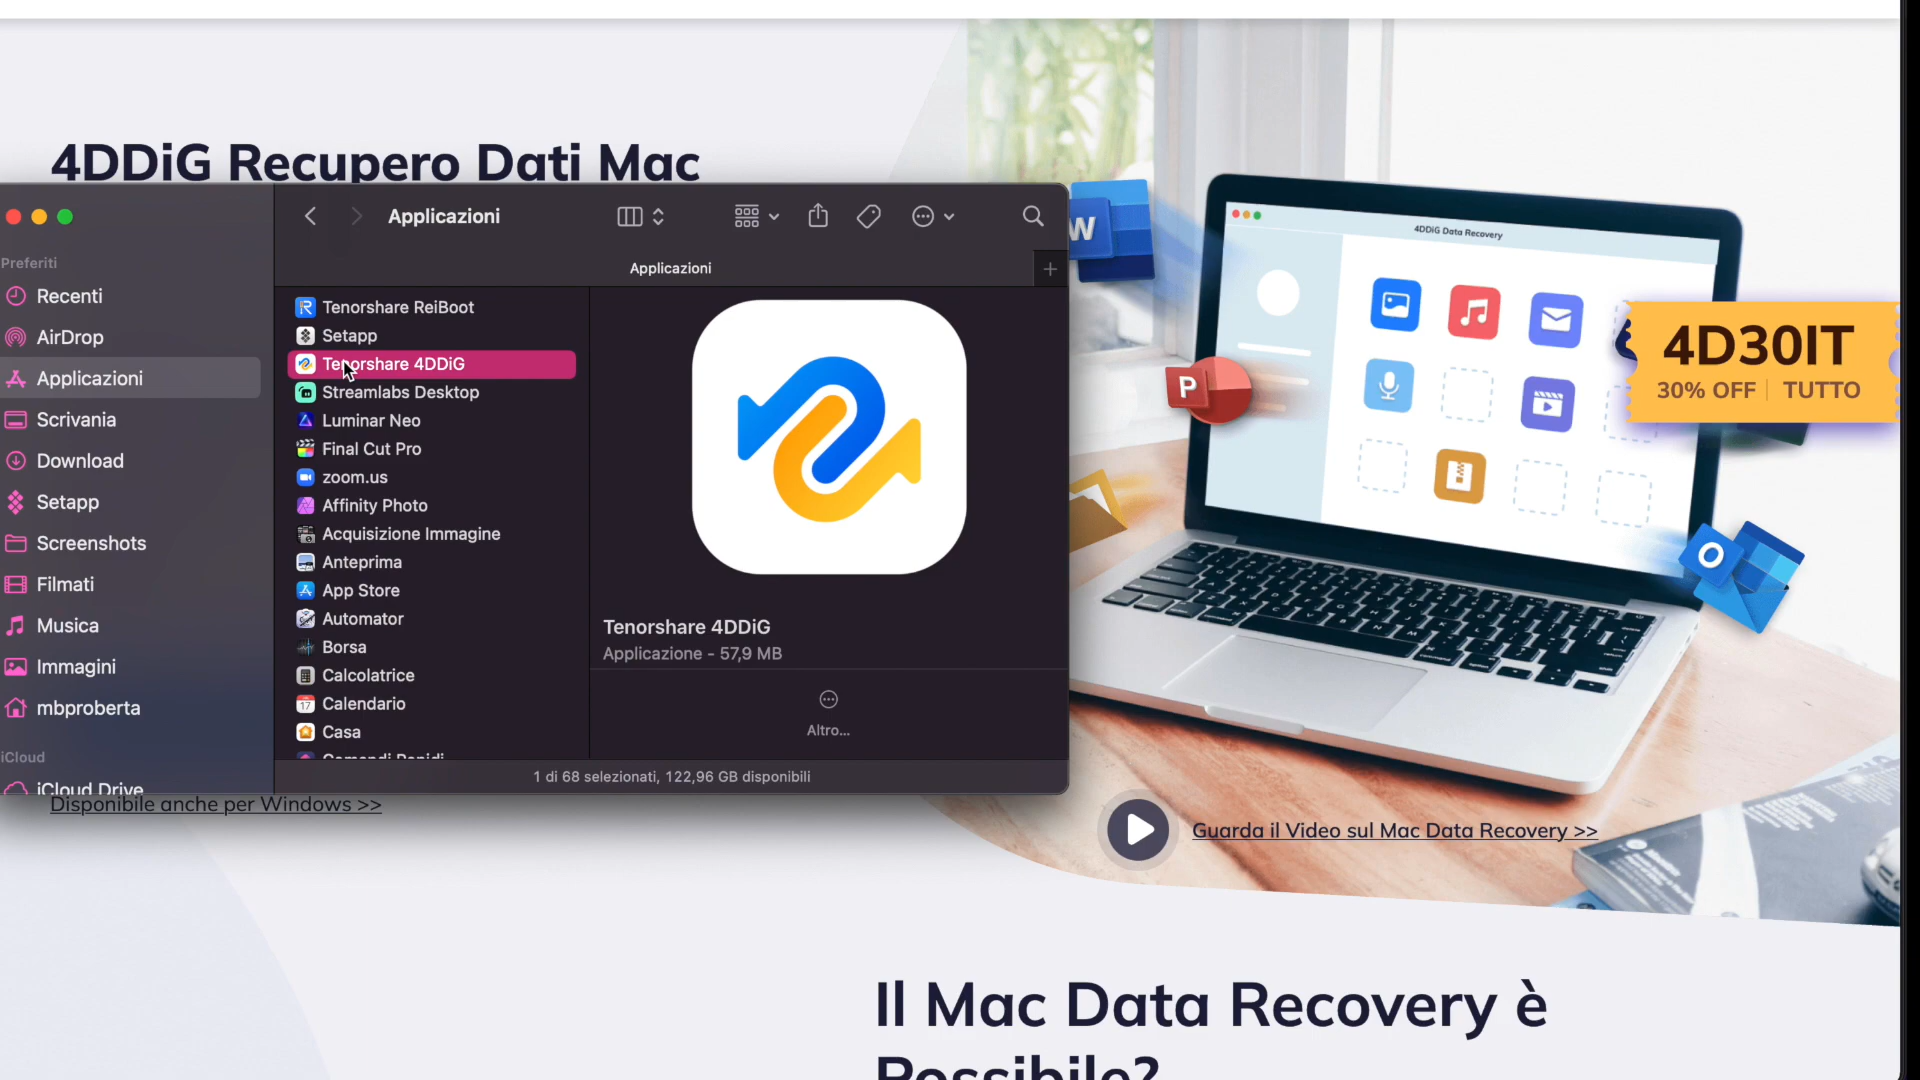 4DDiG Recupero Dati Mac
Applicazioni
Applicazioni
Preferiti
Recenti
AirDrop
Applicazioni
Scrivania
Download
Setapp
Screenshots
Filmati
Musica
Immagini
mbproberta
iCloud
iCloud Drive
Tenorshare ReiBoot
Setapp
Tenorshare 4DDiG
Streamlabs Desktop
Luminar Neo
Final Cut Pro
zoom.us
Affinity Photo
Acquisizione Immagine
Anteprima
App Store
Automator
Borsa
Calcolatrice
Calendario
Casa
Comandi Rapidi
Tenorshare 4DDiG
Applicazione - 57,9 MB
Altro...
1 di 68 selezionati, 122,96 GB disponibili
Disponibile anche per Windows >>
4DDiG Data Recovery
W
P
O
17
4D30IT
30% OFF | TUTTO
Guarda il Video sul Mac Data Recovery >>
Il Mac Data Recovery è
Possibile?